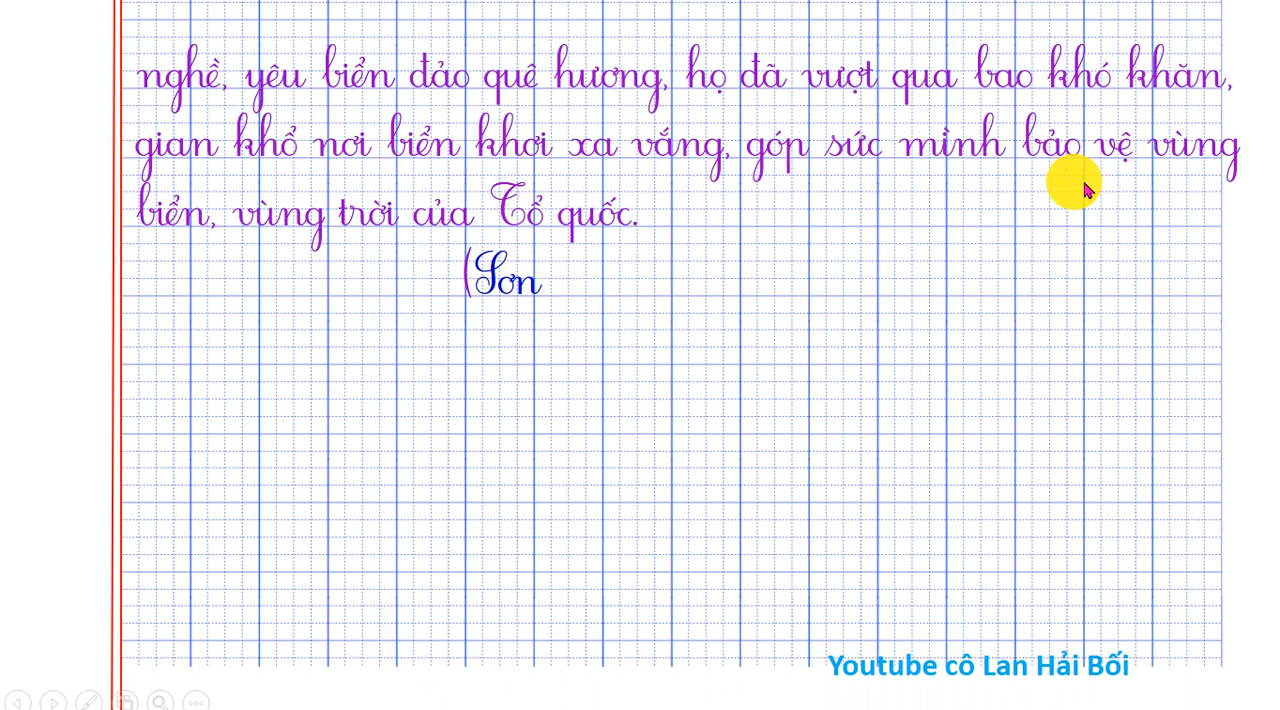 nghề, yêu biển đảo quê hương, họ đã vượt qua bao khó khăn,
gian khổ nơi biển khơi xa vắng, góp sức mình bảo vệ vùng
biển, vùng trời của Tổ quốc.
(Sơn
Youtube cô Lan Hải Bối